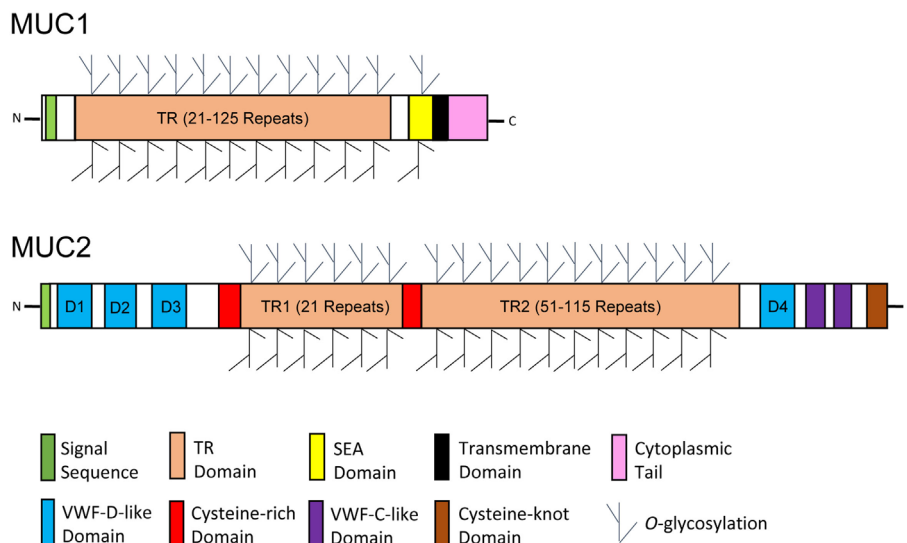 MUC1
N
TR (21-125 Repeats)
C
MUC2
N
D1
D2
D3
TR1 (21 Repeats)
TR2 (51-115 Repeats)
D4
Signal
Sequence
TR
Domain
SEA
Domain
Transmembrane
Domain
Cytoplasmic
Tail
VWF-D-like
Domain
Cysteine-rich
Domain
VWF-C-like
Domain
Cysteine-knot
Domain
O-glycosylation